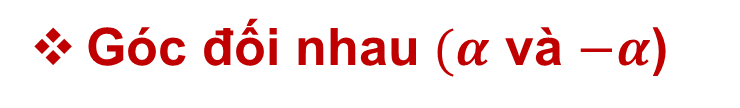 ❖ Góc đối nhau (𝜶 và −𝜶)